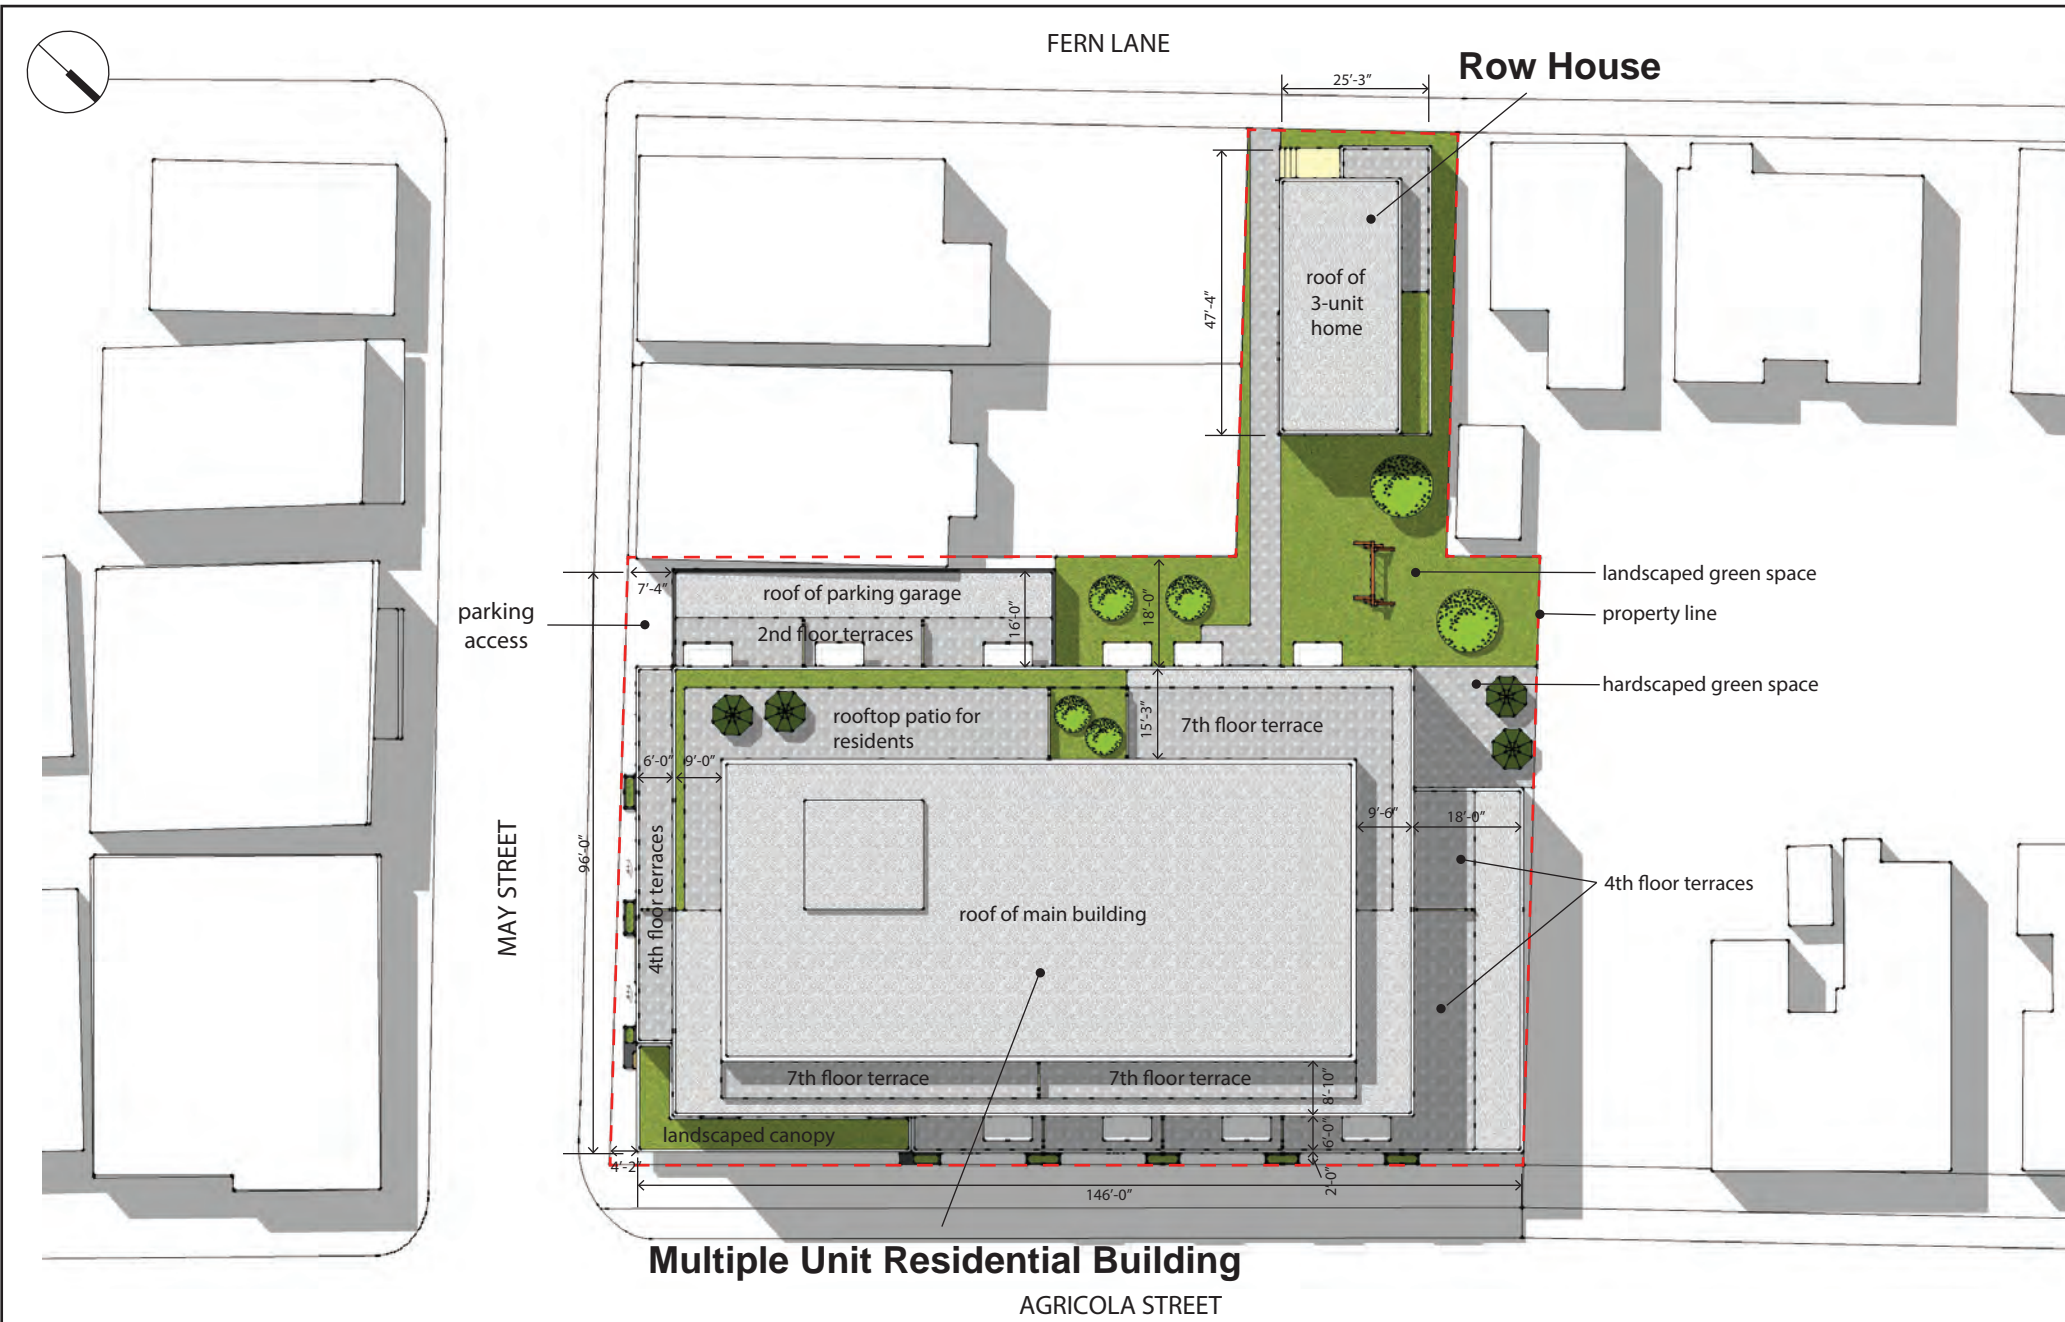 FERN LANE
Row House
25'-3"
47'-4"
roof of
3-unit
home
landscaped green space
property line
hardscaped green space
parking
access
7'-4"
roof of parking garage
2nd floor terraces
16'-0"
18'-0"
rooftop patio for
residents
15'-3"
7th floor terrace
6'-0"
9'-0"
9'-6"
18'-0"
4th floor terraces
96'-0"
MAY STREET
4th floor terraces
roof of main building
7th floor terrace
7th floor terrace
8'-10"
landscaped canopy
6'-0"
4'-2"
2'-0"
146'-0"
Multiple Unit Residential Building
AGRICOLA STREET